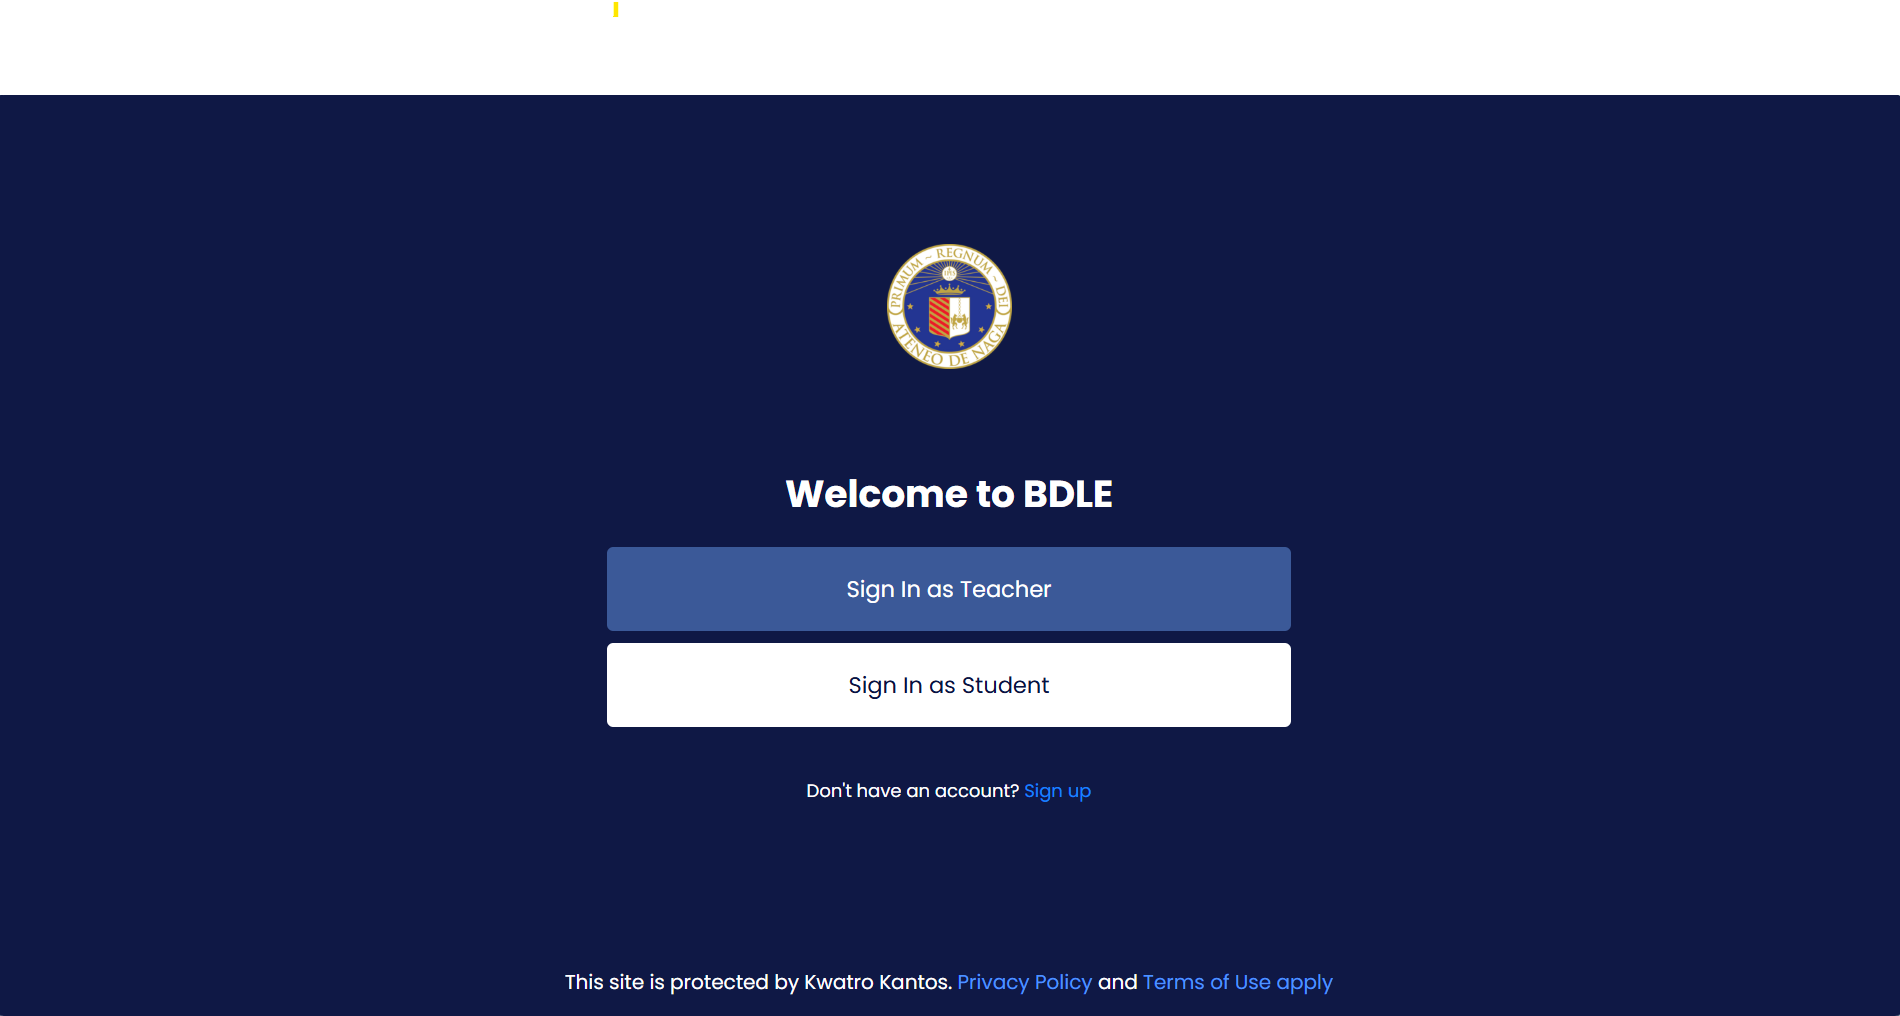 PRIMUM ~ REGNUM ~ DEI
IHS
ATENEO DE NAGA
Welcome to BDLE
Sign In as Teacher
Sign In as Student
Don't have an account? Sign up
This site is protected by Kwatro Kantos. Privacy Policy and Terms of Use apply